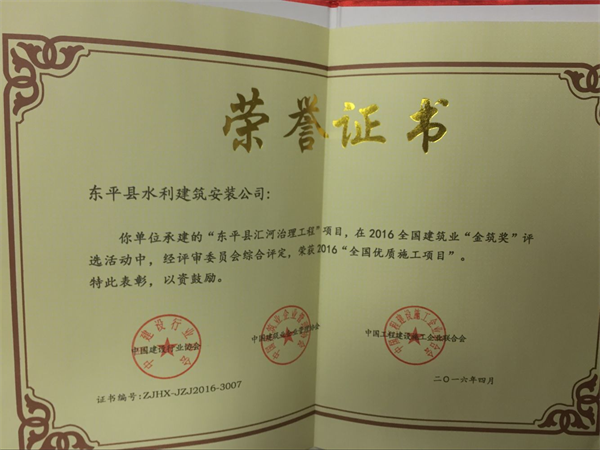 荣誉证书
东平县水利建筑安装公司：
你单位承建的“东平县汇河治理工程”项目，在2016全国建筑业“金筑奖”评
选活动中，经评审委员会综合评定，荣获2016“全国优质施工项目”。
特此表彰，以资鼓励。
中国建设行业协会
中国工程建设施工企业联合会
二〇一六年四月
证书编号：ZJHX-JZJ2016-3007